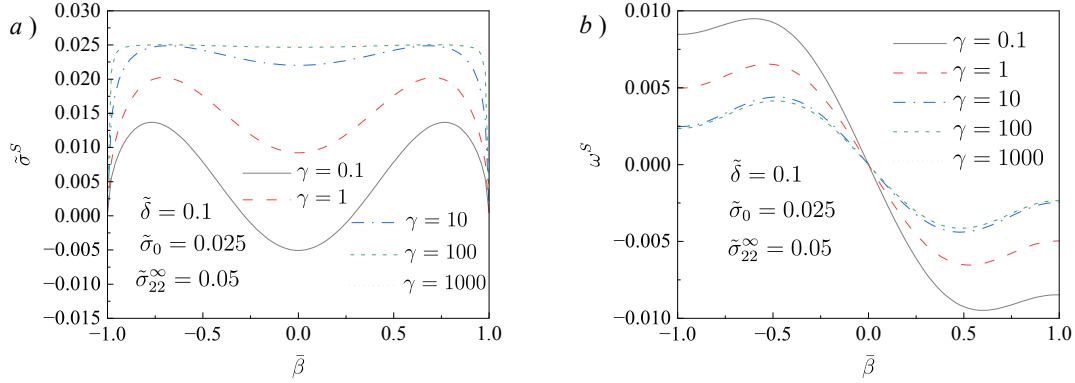 a )
0.030
0.025
0.020
0.015
0.010
0.005
0.000
−0.005
−0.010
−0.015
σ̃^S
γ = 0.1
γ = 1
γ = 10
γ = 100
γ = 1000
δ̃ = 0.1
σ̃₀ = 0.025
σ̃₂₂^∞ = 0.05
−1.0 −0.5 0.0 0.5 1.0
β̄
b )
0.010
0.005
0.000
-0.005
-0.010
ω^S
γ = 0.1
γ = 1
γ = 10
γ = 100
γ = 1000
δ̃ = 0.1
σ̃₀ = 0.025
σ̃₂₂^∞ = 0.05
-1.0 -0.5 0.0 0.5 1.0
β̄